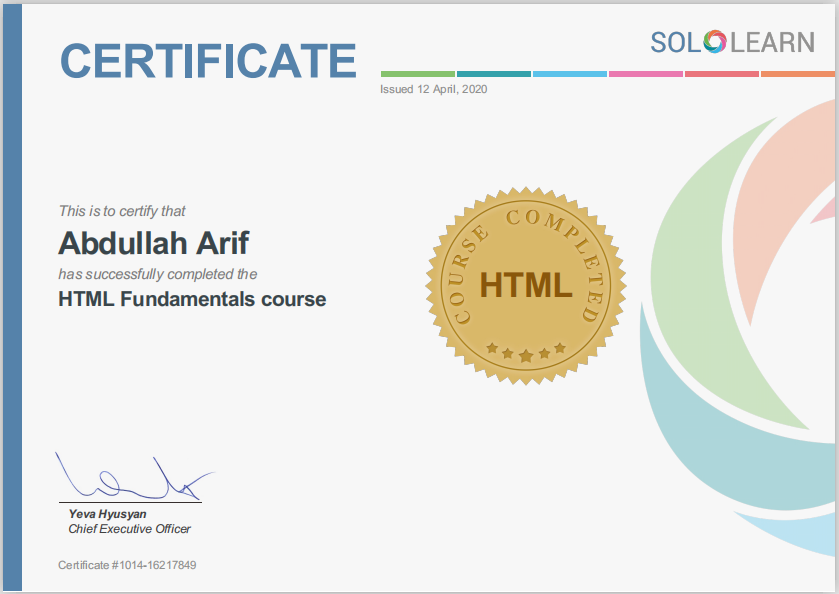 CERTIFICATE
SOLOLEARN
Issued 12 April, 2020
This is to certify that
Abdullah Arif
has successfully completed the
HTML Fundamentals course
COURSE COMPLETED
HTML
Yeva Hyusyan
Chief Executive Officer
Certificate #1014-16217849